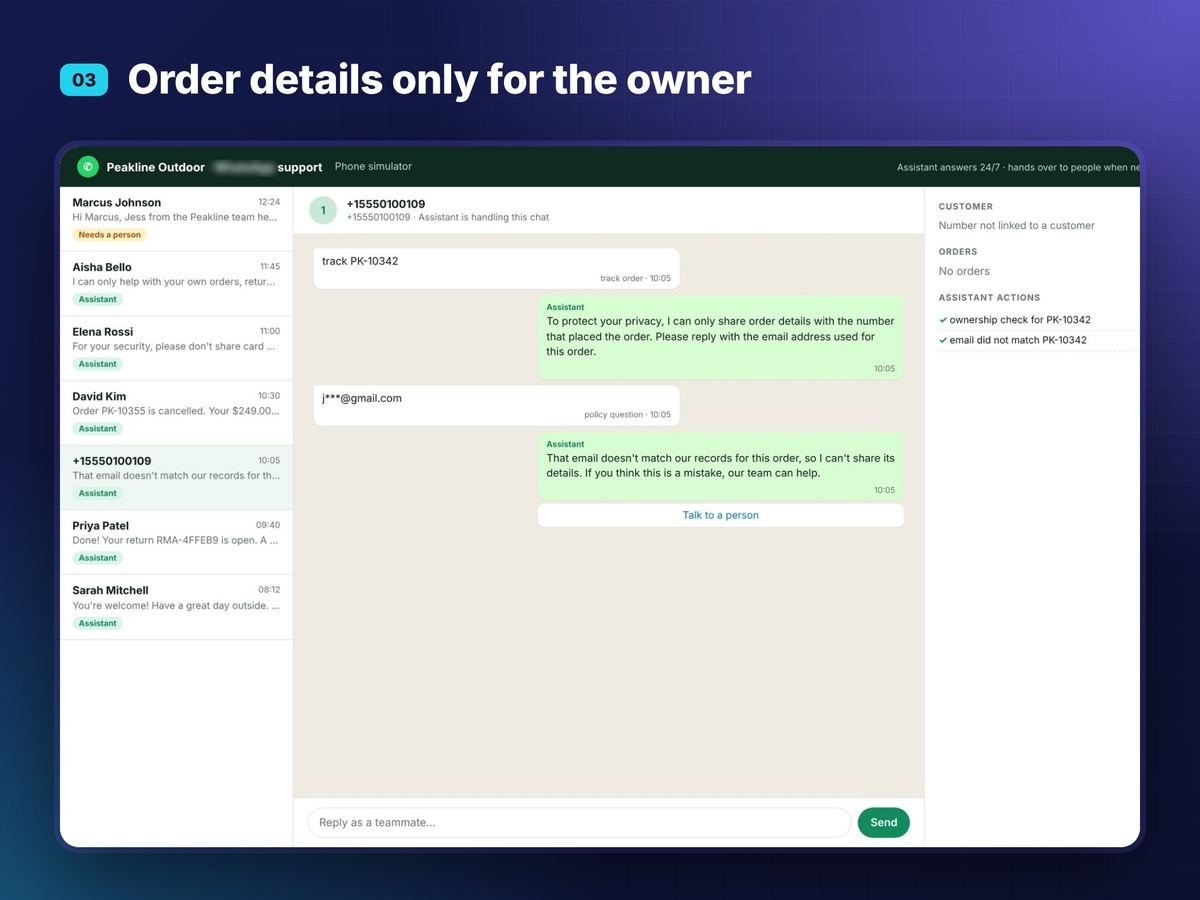 03
Order details only for the owner
Peakline Outdoor support
Phone simulator
Assistant answers 24/7 · hands over to people when ne
Marcus Johnson 12:24
Hi Marcus, Jess from the Peakline team he...
Needs a person
Aisha Bello 11:45
I can only help with your own orders, retur...
Assistant
Elena Rossi 11:00
For your security, please don't share card ...
Assistant
David Kim 10:30
Order PK-10355 is cancelled. Your $249.00...
Assistant
+15550100109 10:05
That email doesn't match our records for th...
Assistant
Priya Patel 09:40
Done! Your return RMA-4FFEB9 is open. A ...
Assistant
Sarah Mitchell 08:12
You're welcome! Have a great day outside. ...
Assistant
1
+15550100109
+15550100109 · Assistant is handling this chat
track PK-10342
track order · 10:05
Assistant
To protect your privacy, I can only share order details with the number
that placed the order. Please reply with the email address used for
this order.
10:05
j***@gmail.com
policy question · 10:05
Assistant
That email doesn't match our records for this order, so I can't share its
details. If you think this is a mistake, our team can help.
10:05
Talk to a person
Reply as a teammate...
Send
CUSTOMER
Number not linked to a customer
ORDERS
No orders
ASSISTANT ACTIONS
✓ ownership check for PK-10342
✓ email did not match PK-10342